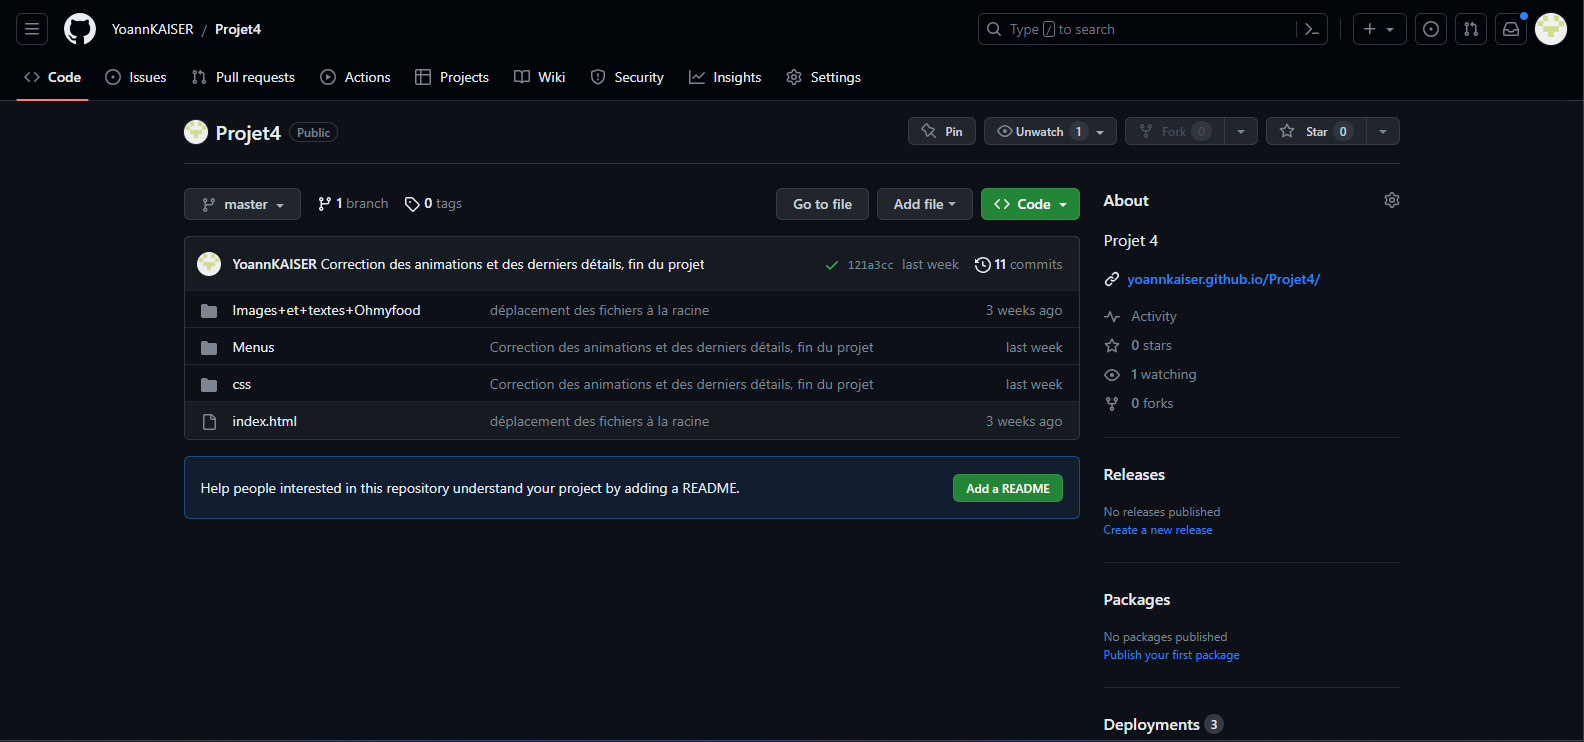 YoannKAISER / Projet4
Type / to search
Code Issues Pull requests Actions Projects Wiki Security Insights Settings
Projet4 Public
Pin Unwatch 1 Fork 0 Star 0
master 1 branch 0 tags
Go to file Add file Code
YoannKAISER Correction des animations et des derniers détails, fin du projet 121a3cc last week 11 commits
Images+et+textes+Ohmyfood déplacement des fichiers à la racine 3 weeks ago
Menus Correction des animations et des derniers détails, fin du projet last week
css Correction des animations et des derniers détails, fin du projet last week
index.html déplacement des fichiers à la racine 3 weeks ago
Help people interested in this repository understand your project by adding a README. Add a README
About
Projet 4
yoannkaiser.github.io/Projet4/
Activity
0 stars
1 watching
0 forks
Releases
No releases published
Create a new release
Packages
No packages published
Publish your first package
Deployments 3